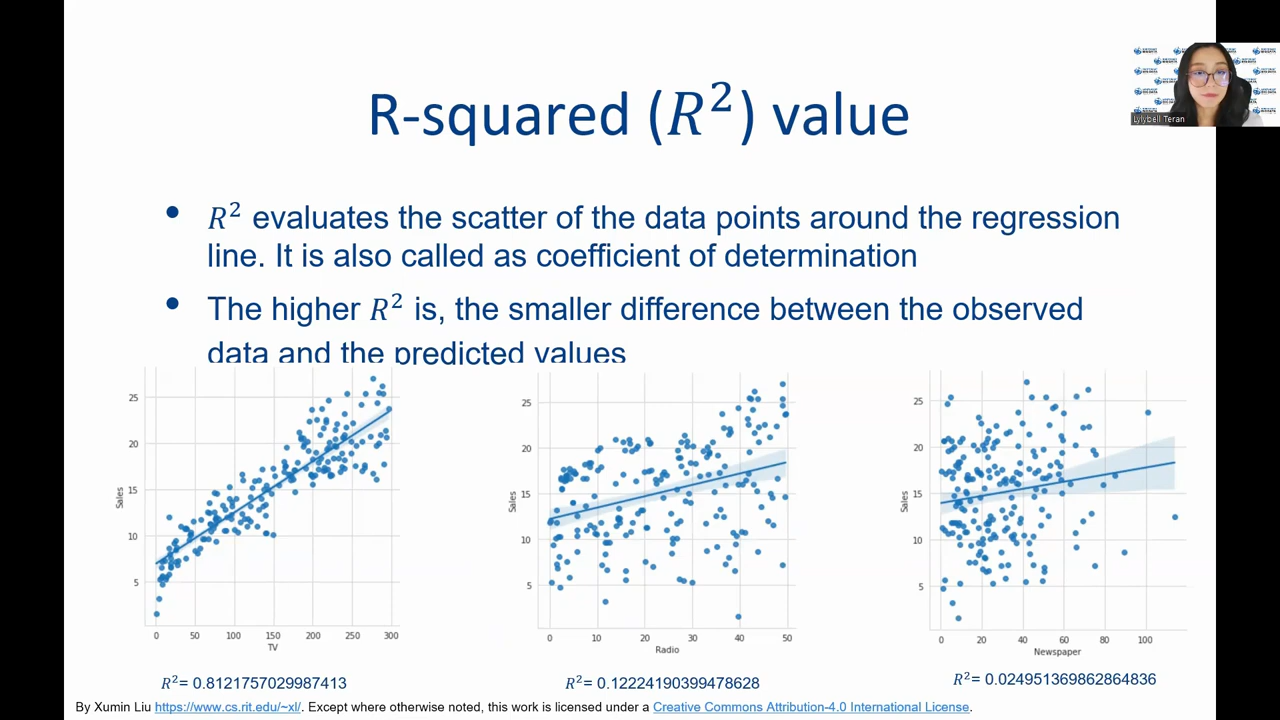 R-squared (R²) value
Lylybell Teran
• R² evaluates the scatter of the data points around the regression
line. It is also called as coefficient of determination
• The higher R² is, the smaller difference between the observed
data and the predicted values
25
20
15
10
5
Sales
0 50 100 150 200 250 300
TV
25
20
15
10
5
Sales
0 10 20 30 40 50
Radio
25
20
15
10
5
Sales
0 20 40 60 80 100
Newspaper
R²= 0.8121757029987413
R²= 0.12224190399478628
R²= 0.024951369862864836
By Xumin Liu https://www.cs.rit.edu/~xl/. Except where otherwise noted, this work is licensed under a Creative Commons Attribution-4.0 International License.